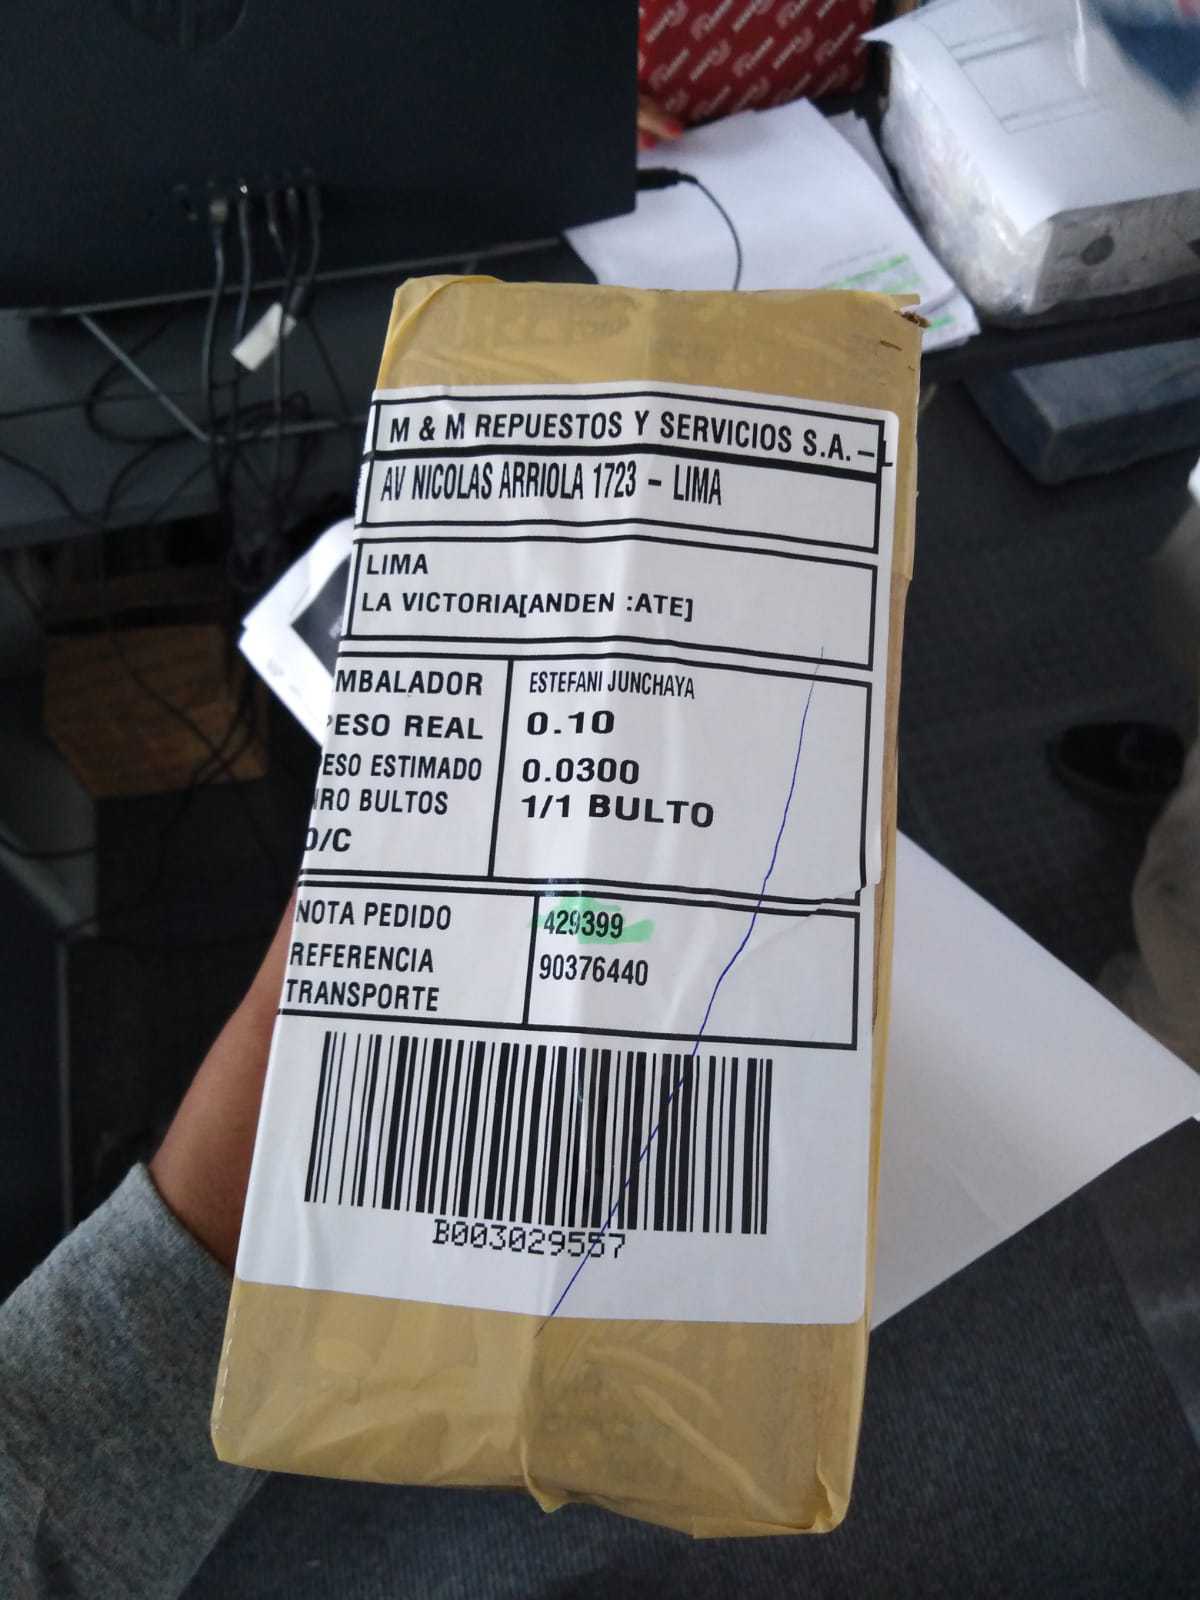 M & M REPUESTOS Y SERVICIOS S.A. – L
AV NICOLAS ARRIOLA 1723 – LIMA
LIMA
LA VICTORIA[ANDEN :ATE]
MBALADOR ESTEFANI JUNCHAYA
PESO REAL 0.10
ESO ESTIMADO 0.0300
NRO BULTOS 1/1 BULTO
O/C
NOTA PEDIDO 429399
REFERENCIA 90376440
TRANSPORTE
B003029557